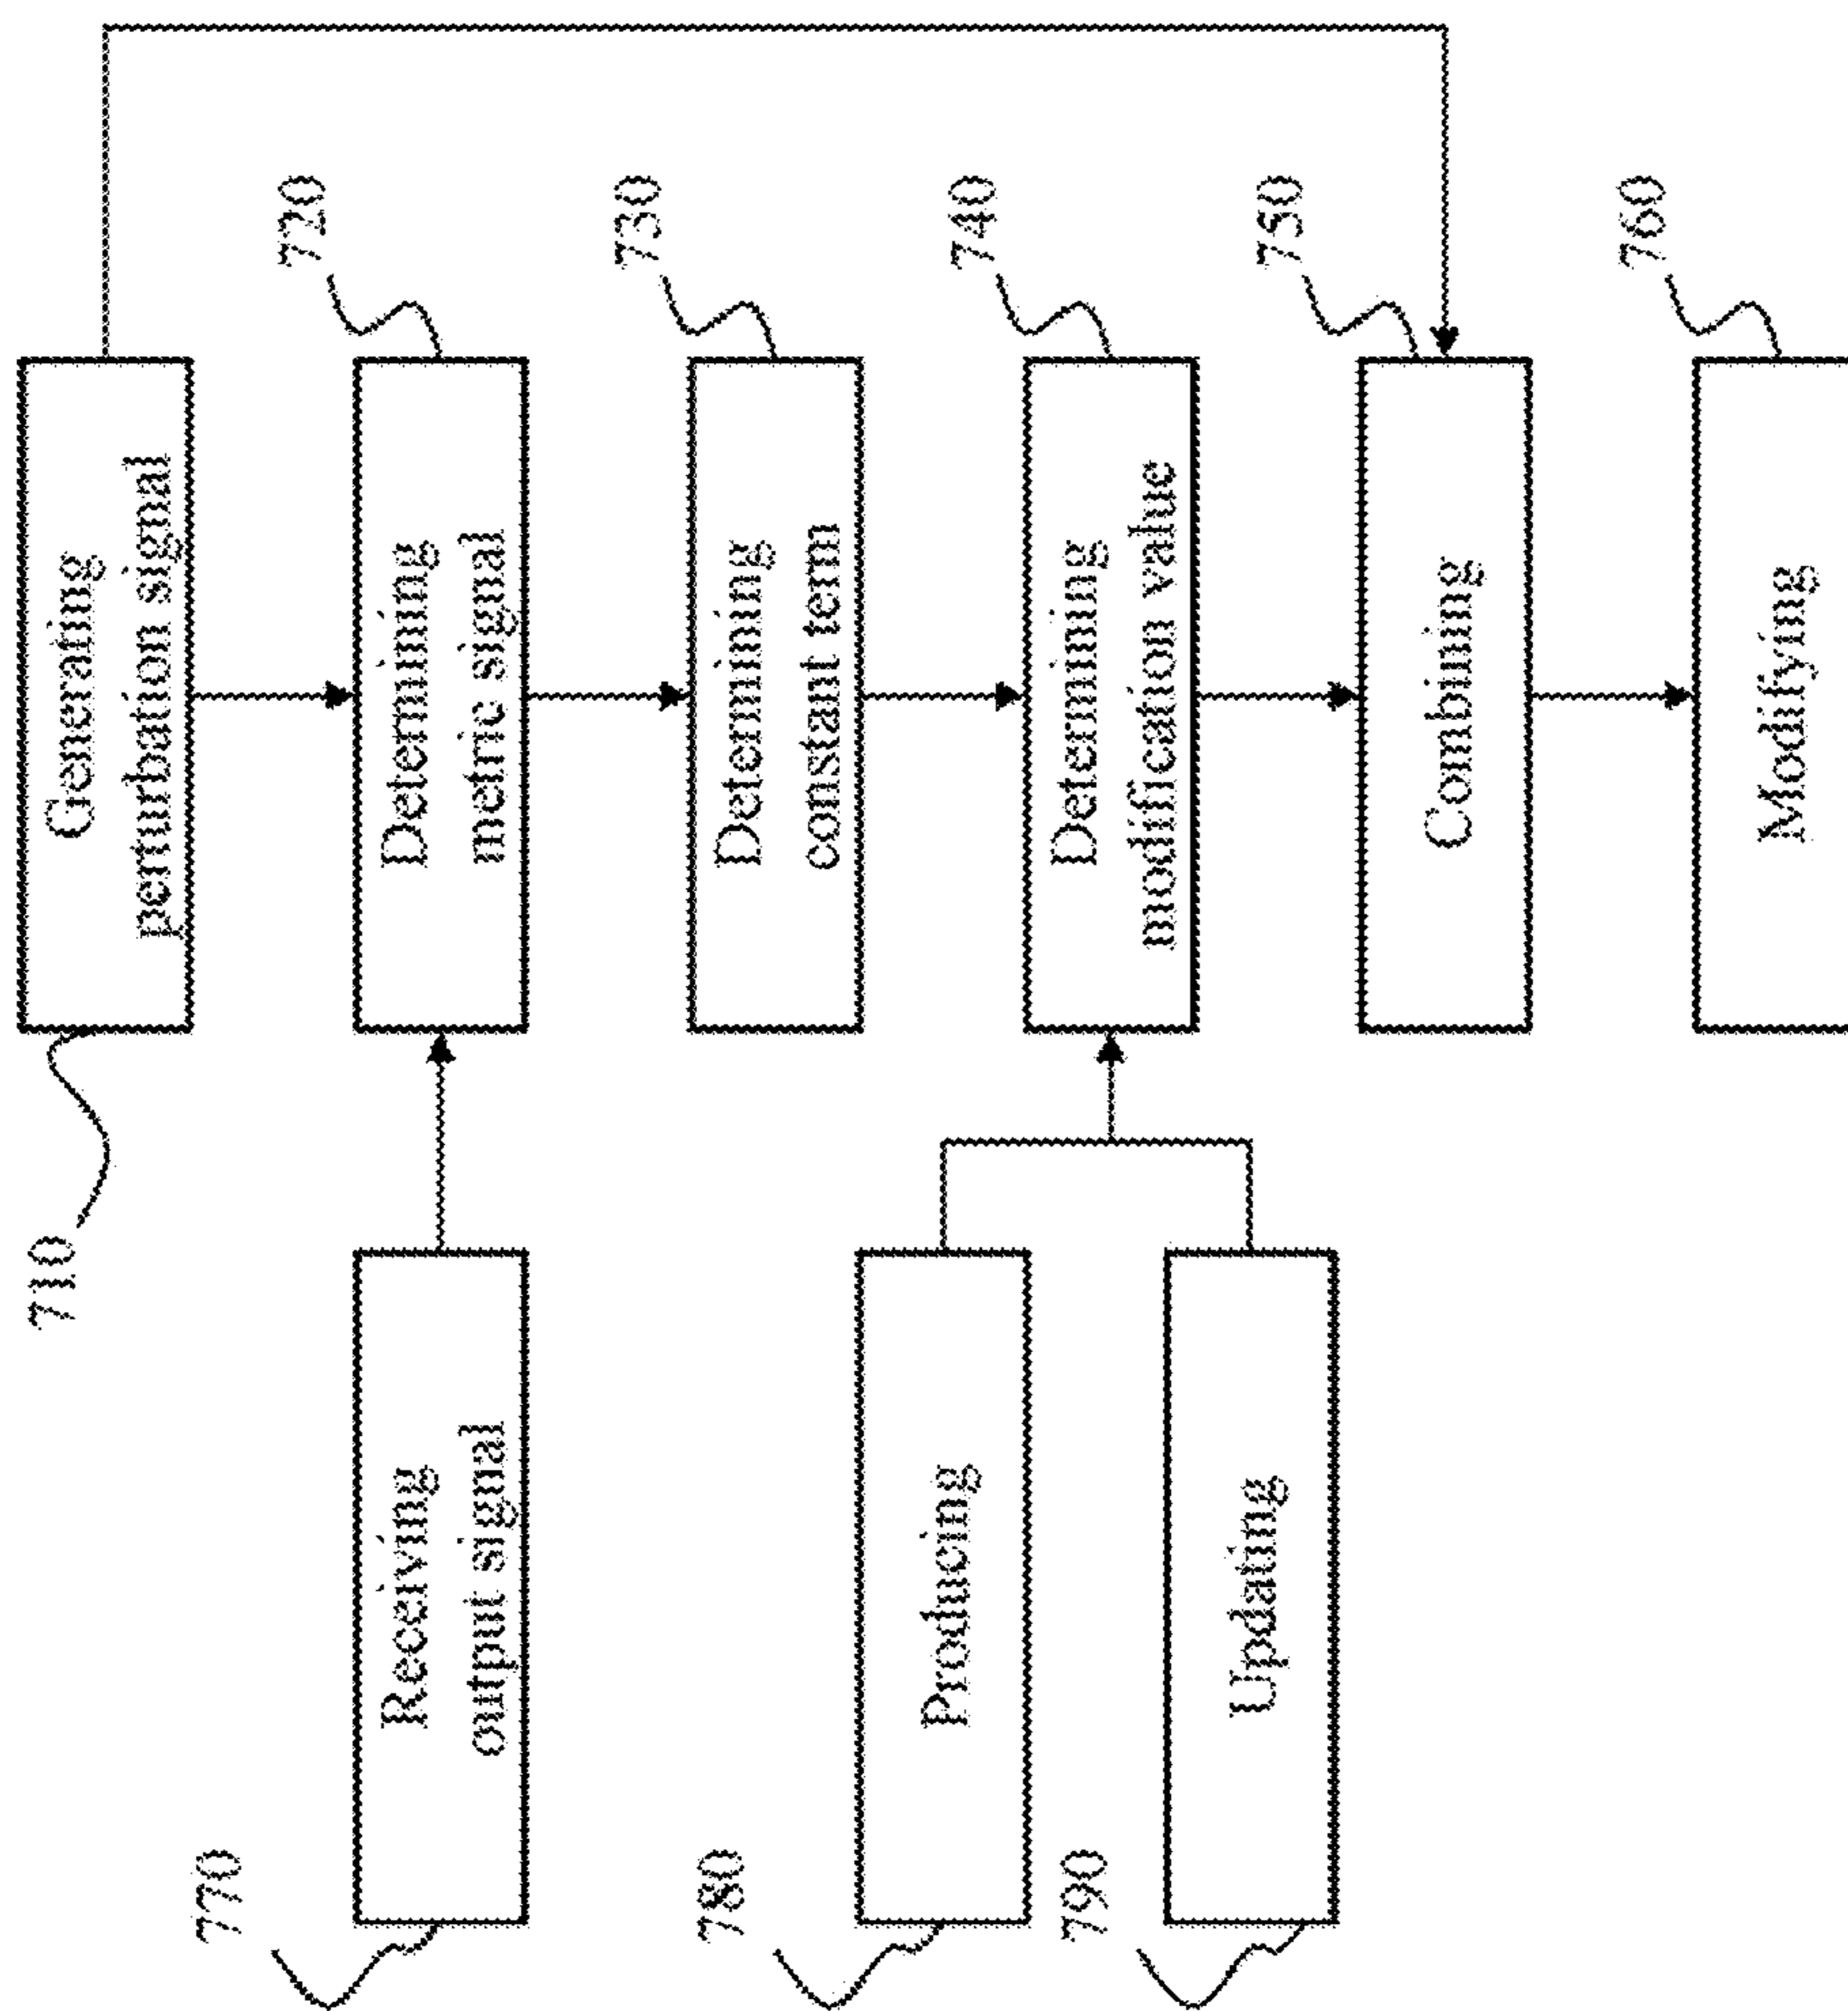 710
Generating
perturbation signal
770
Receiving
output signal
Determining
metric signal
720
Determining
constant term
730
780
Producing
790
Updating
Determining
modification value
740
Combining
750
Modifying
760